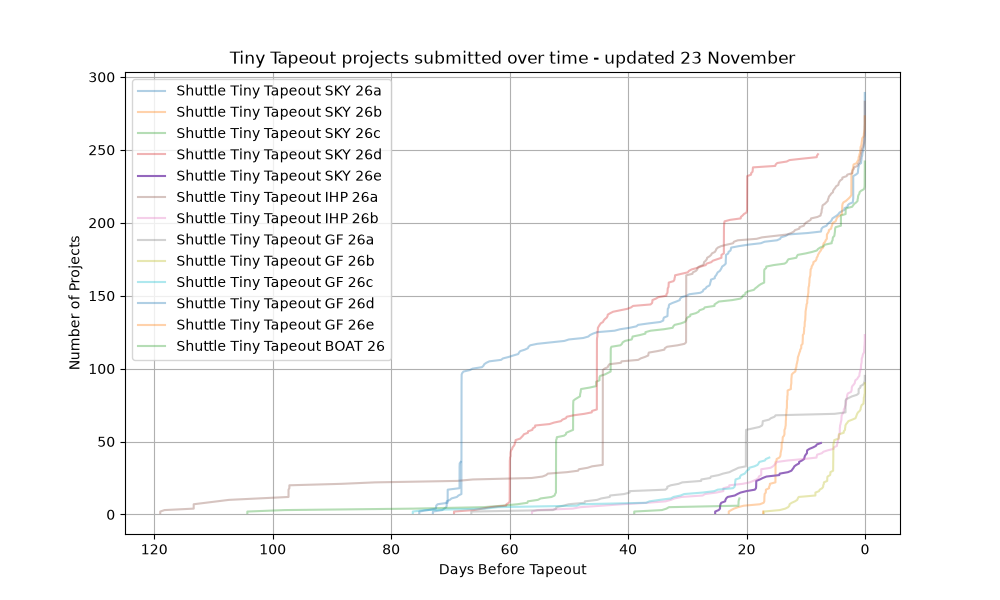 Tiny Tapeout projects submitted over time - updated 23 November
Number of Projects
300
250
200
150
100
50
0
Shuttle Tiny Tapeout SKY 26a
Shuttle Tiny Tapeout SKY 26b
Shuttle Tiny Tapeout SKY 26c
Shuttle Tiny Tapeout SKY 26d
Shuttle Tiny Tapeout SKY 26e
Shuttle Tiny Tapeout IHP 26a
Shuttle Tiny Tapeout IHP 26b
Shuttle Tiny Tapeout GF 26a
Shuttle Tiny Tapeout GF 26b
Shuttle Tiny Tapeout GF 26c
Shuttle Tiny Tapeout GF 26d
Shuttle Tiny Tapeout GF 26e
Shuttle Tiny Tapeout BOAT 26
120 100 80 60 40 20 0
Days Before Tapeout